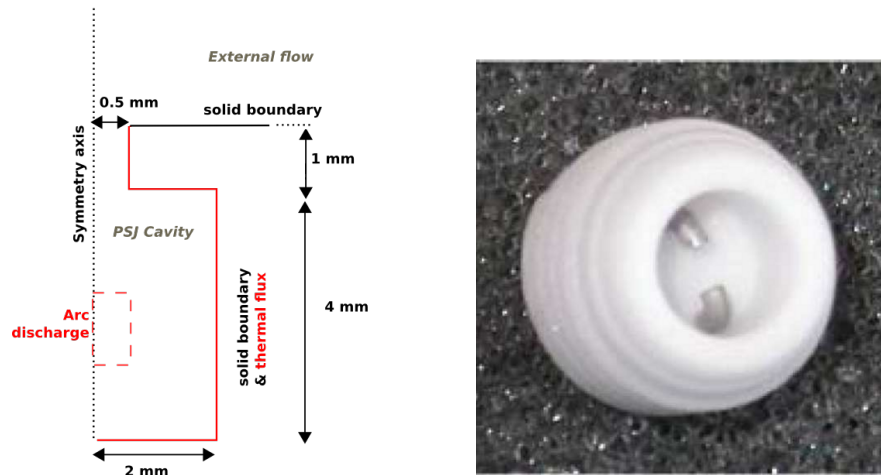 External flow
0.5 mm
solid boundary
Symmetry axis
1 mm
PSJ Cavity
Arc
discharge
solid boundary
& thermal flux
4 mm
2 mm